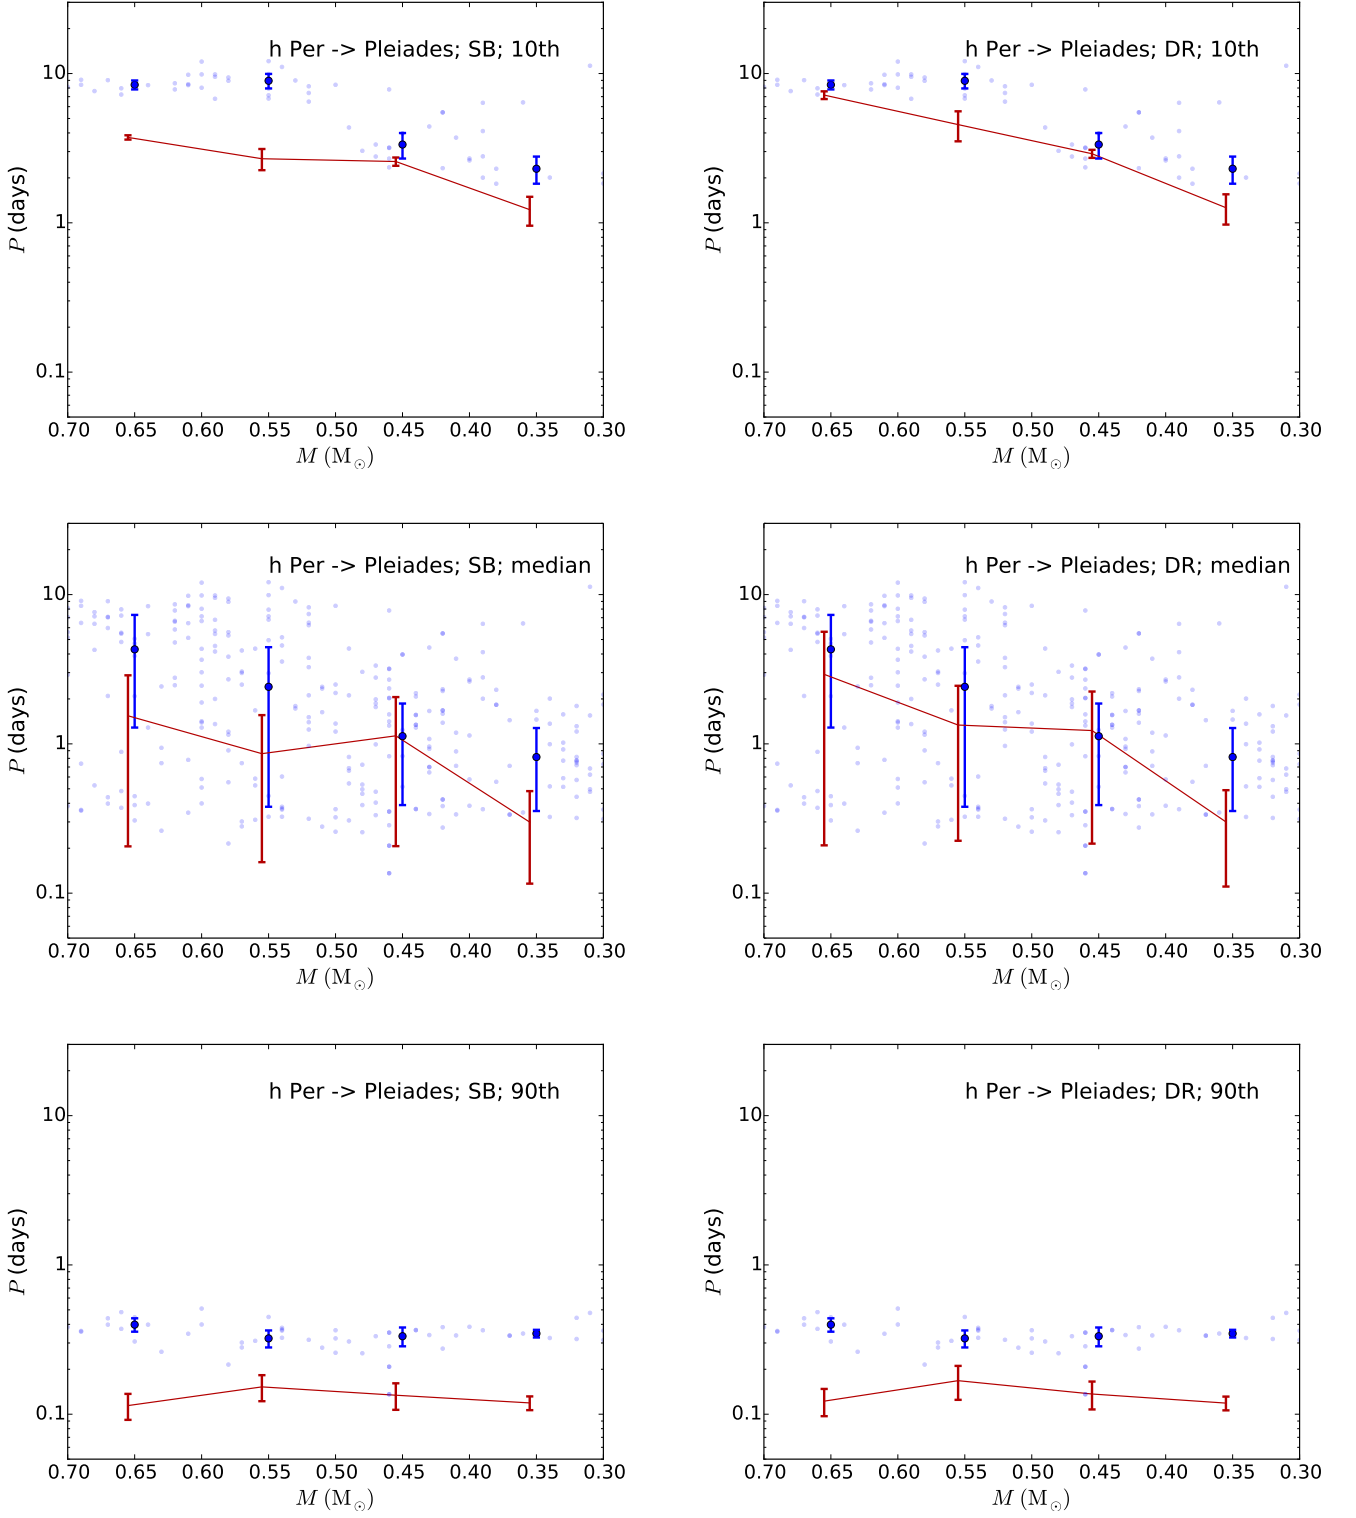 h Per -> Pleiades; SB; 10th
10
1
0.1
P (days)
0.70 0.65 0.60 0.55 0.50 0.45 0.40 0.35 0.30
M (M⊙)
h Per -> Pleiades; DR; 10th
10
1
0.1
P (days)
0.70 0.65 0.60 0.55 0.50 0.45 0.40 0.35 0.30
M (M⊙)
h Per -> Pleiades; SB; median
10
1
0.1
P (days)
0.70 0.65 0.60 0.55 0.50 0.45 0.40 0.35 0.30
M (M⊙)
h Per -> Pleiades; DR; median
10
1
0.1
P (days)
0.70 0.65 0.60 0.55 0.50 0.45 0.40 0.35 0.30
M (M⊙)
h Per -> Pleiades; SB; 90th
10
1
0.1
P (days)
0.70 0.65 0.60 0.55 0.50 0.45 0.40 0.35 0.30
M (M⊙)
h Per -> Pleiades; DR; 90th
10
1
0.1
P (days)
0.70 0.65 0.60 0.55 0.50 0.45 0.40 0.35 0.30
M (M⊙)